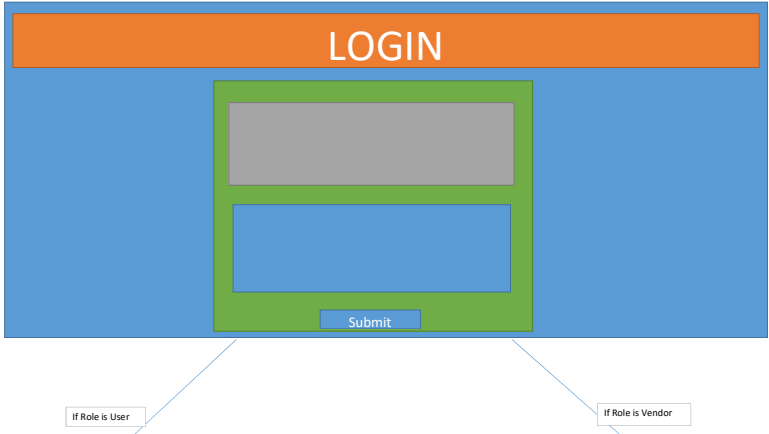 LOGIN
Submit
If Role is User
If Role is Vendor